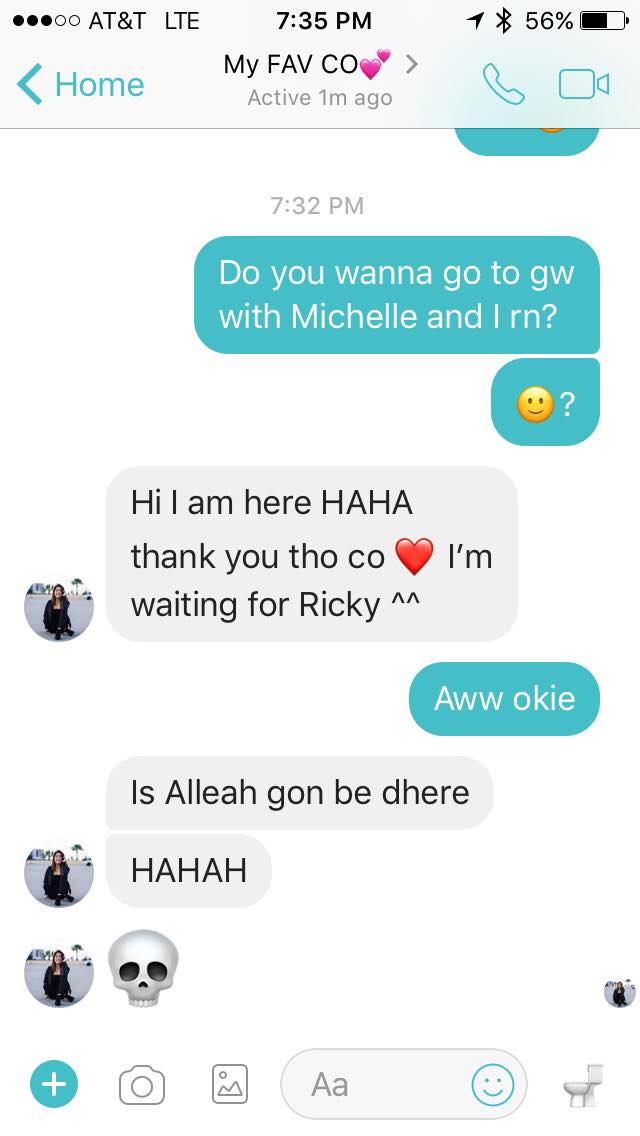 AT&T LTE 7:35 PM 56%
Home My FAV CO💕
Active 1m ago
7:32 PM
Do you wanna go to gw
with Michelle and I rn?
🙂?
Hi I am here HAHA
thank you tho co ❤️ I'm
waiting for Ricky ^^
Aww okie
Is Alleah gon be dhere
HAHAH
💀
Aa